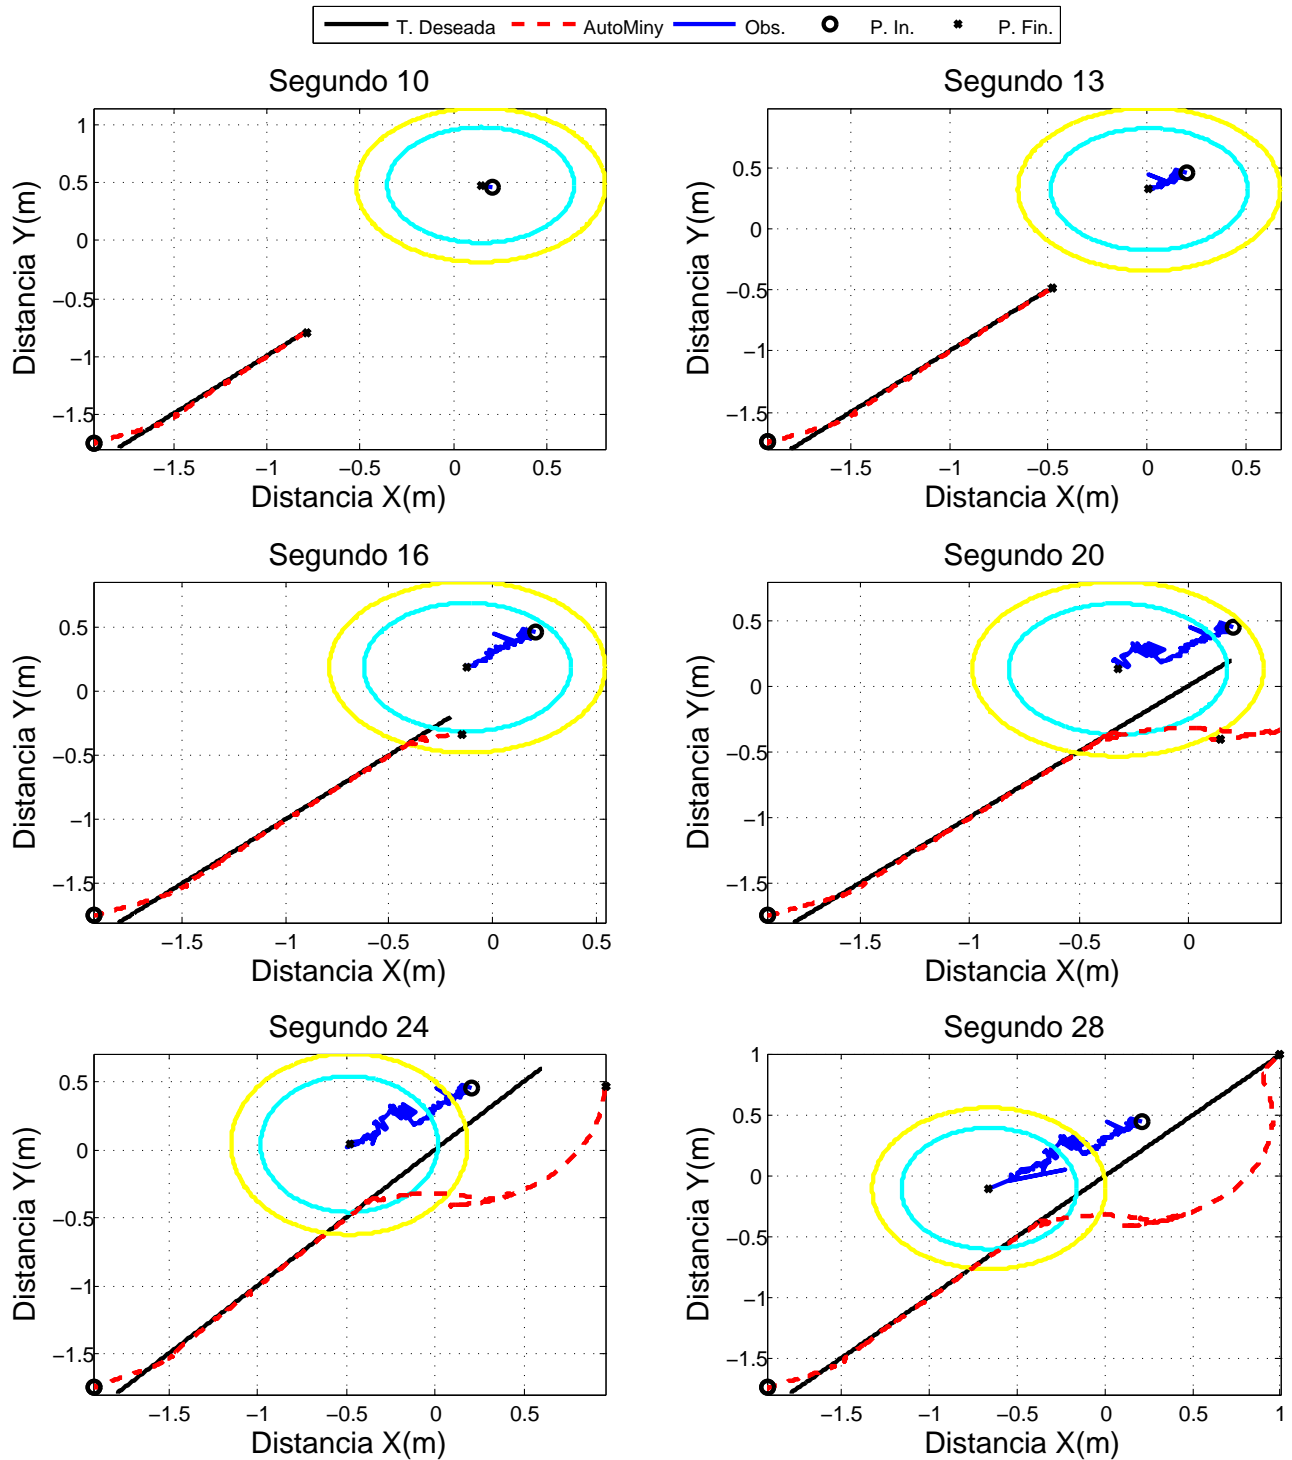 T. Deseada AutoMiny Obs. P. In. P. Fin.
Segundo 10
1
0.5
0
−0.5
−1
−1.5
Distancia Y(m)
−1.5 −1 −0.5 0 0.5
Distancia X(m)
Segundo 13
0.5
0
−0.5
−1
−1.5
Distancia Y(m)
−1.5 −1 −0.5 0 0.5
Distancia X(m)
Segundo 16
0.5
0
−0.5
−1
−1.5
Distancia Y(m)
−1.5 −1 −0.5 0 0.5
Distancia X(m)
Segundo 20
0.5
0
−0.5
−1
−1.5
Distancia Y(m)
−1.5 −1 −0.5 0
Distancia X(m)
Segundo 24
0.5
0
−0.5
−1
−1.5
Distancia Y(m)
−1.5 −1 −0.5 0 0.5
Distancia X(m)
Segundo 28
1
0.5
0
−0.5
−1
−1.5
Distancia Y(m)
−1.5 −1 −0.5 0 0.5 1
Distancia X(m)